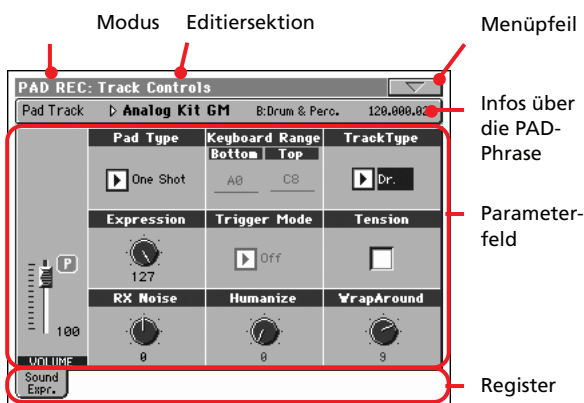 Modus Editiersektion Menüpfeil
PAD REC: Track Controls
Pad Track Analog Kit GM B:Drum & Perc. 120.000.02
Infos über
die PAD-
Phrase
Pad Type Keyboard Range TrackType
Bottom Top
One Shot A0 C8 Dr.
Parameter-
feld
Expression Trigger Mode Tension
P
127 Off
RX Noise Humanize WrapAround
100
0 0 9
VOLUME
Sound
Expr.
Register